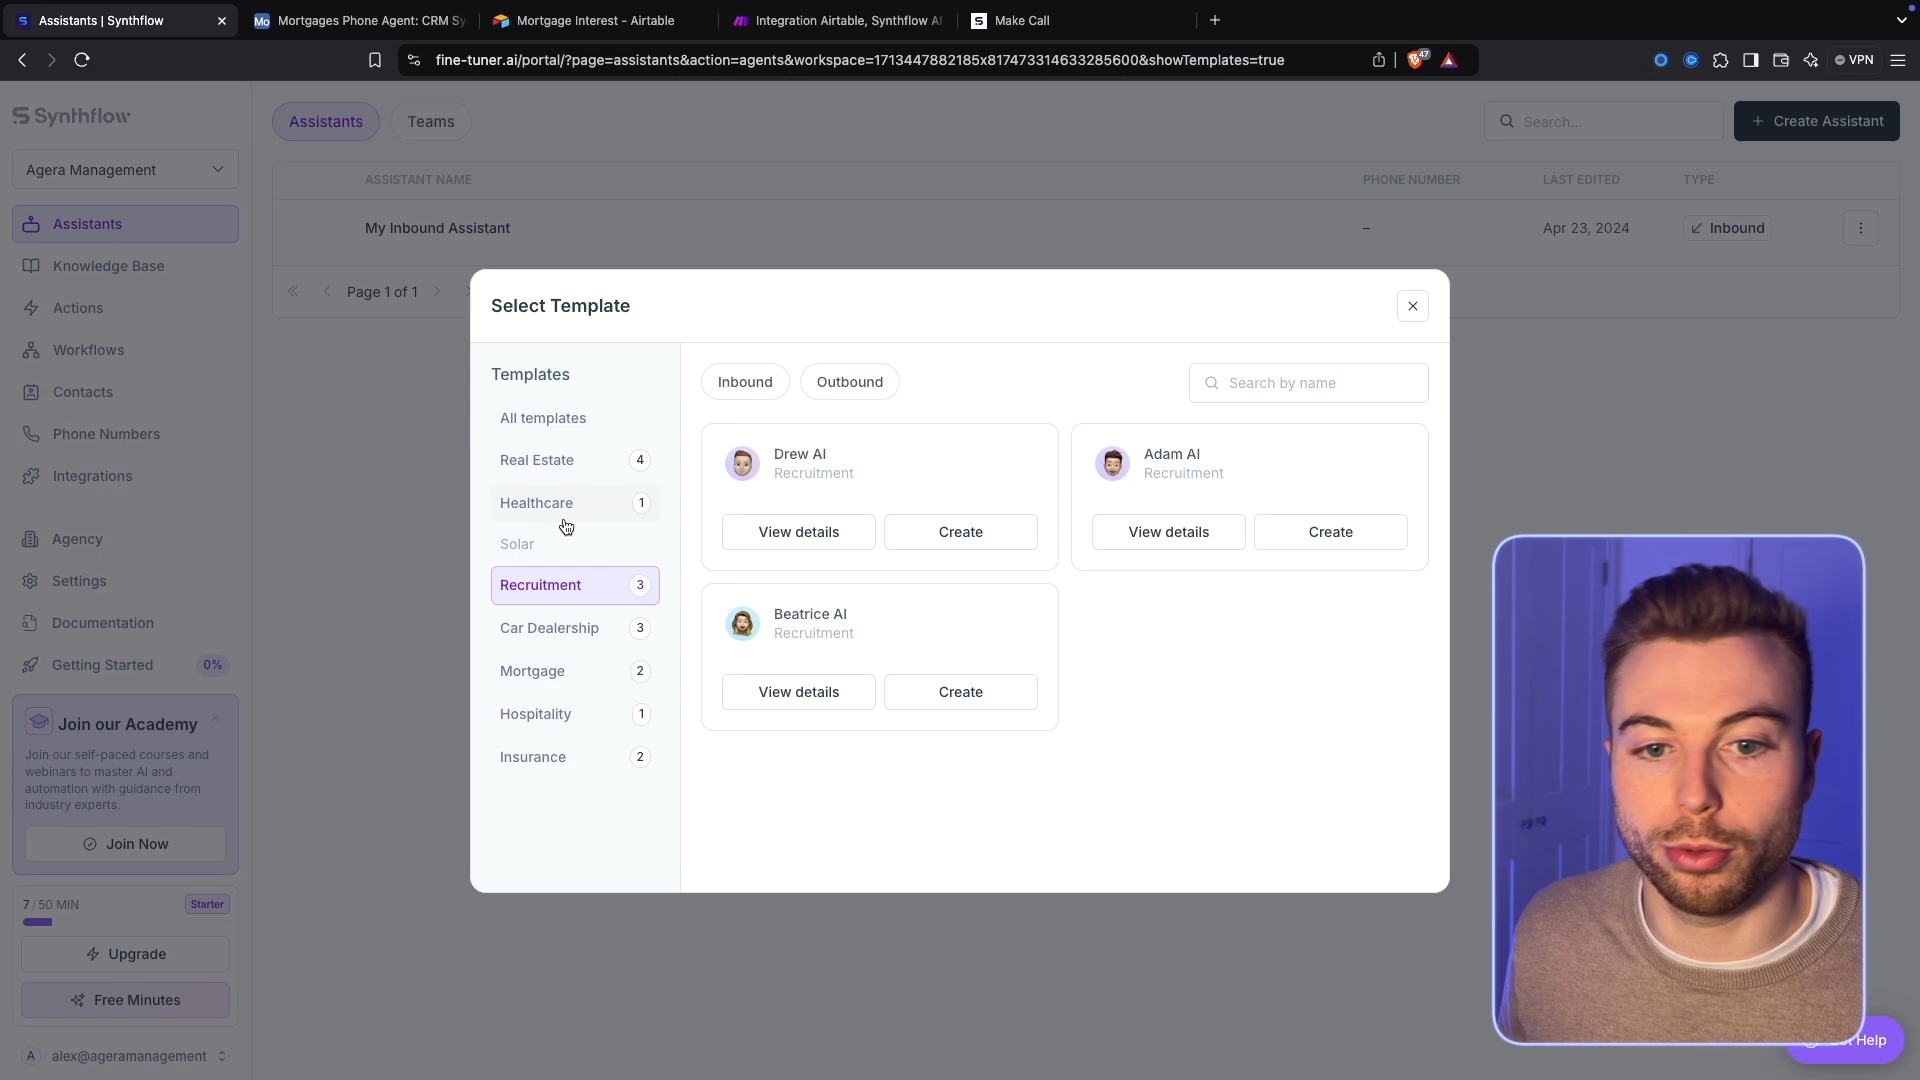 Assistants | Synthflow
Mo
Mortgages Phone Agent: CRM Sy
Mortgage Interest - Airtable
Integration Airtable, Synthflow AI
Make Call
fine-tuner.ai/portal/?page=assistants&action=agents&workspace=1713447882185x817473314633285600&showTemplates=true
47
VPN
Synthflow
Agera Management
Assistants
Knowledge Base
Actions
Workflows
Contacts
Phone Numbers
Integrations
Agency
Settings
Documentation
Getting Started
0%
Join our Academy
Join our self-paced courses and
webinars to master AI and
automation with guidance from
industry experts.
Join Now
7 / 50 MIN
Starter
Upgrade
Free Minutes
A
alex@ageramanagement
Assistants
Teams
Search...
+ Create Assistant
ASSISTANT NAME
PHONE NUMBER
LAST EDITED
TYPE
My Inbound Assistant
–
Apr 23, 2024
Inbound
Page 1 of 1
Select Template
Templates
All templates
Real Estate
4
Healthcare
1
Solar
Recruitment
3
Car Dealership
3
Mortgage
2
Hospitality
1
Insurance
2
Inbound
Outbound
Search by name
Drew AI
Recruitment
View details
Create
Adam AI
Recruitment
View details
Create
Beatrice AI
Recruitment
View details
Create
Help